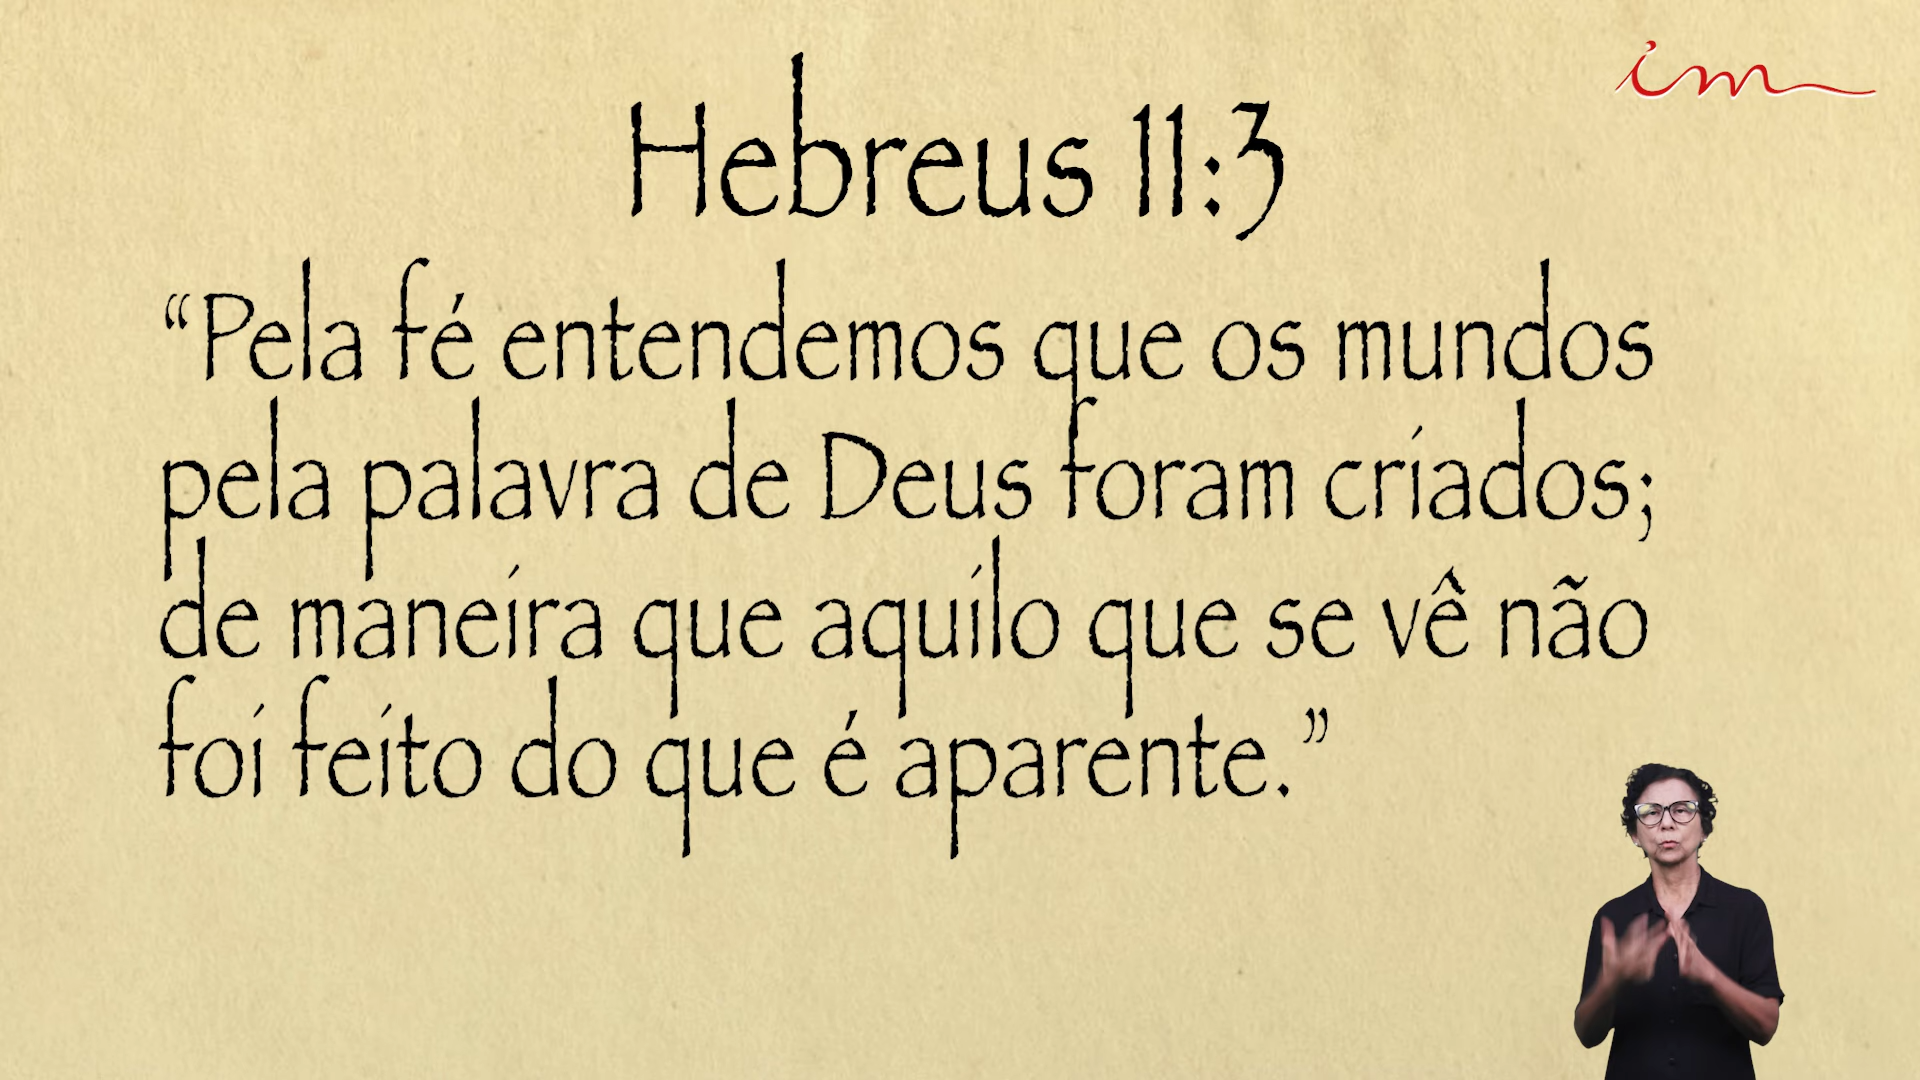 im
Hebreus 11:3
“Pela fé entendemos que os mundos
pela palavra de Deus foram criados;
de maneira que aquilo que se vê não
foi feito do que é aparente.”